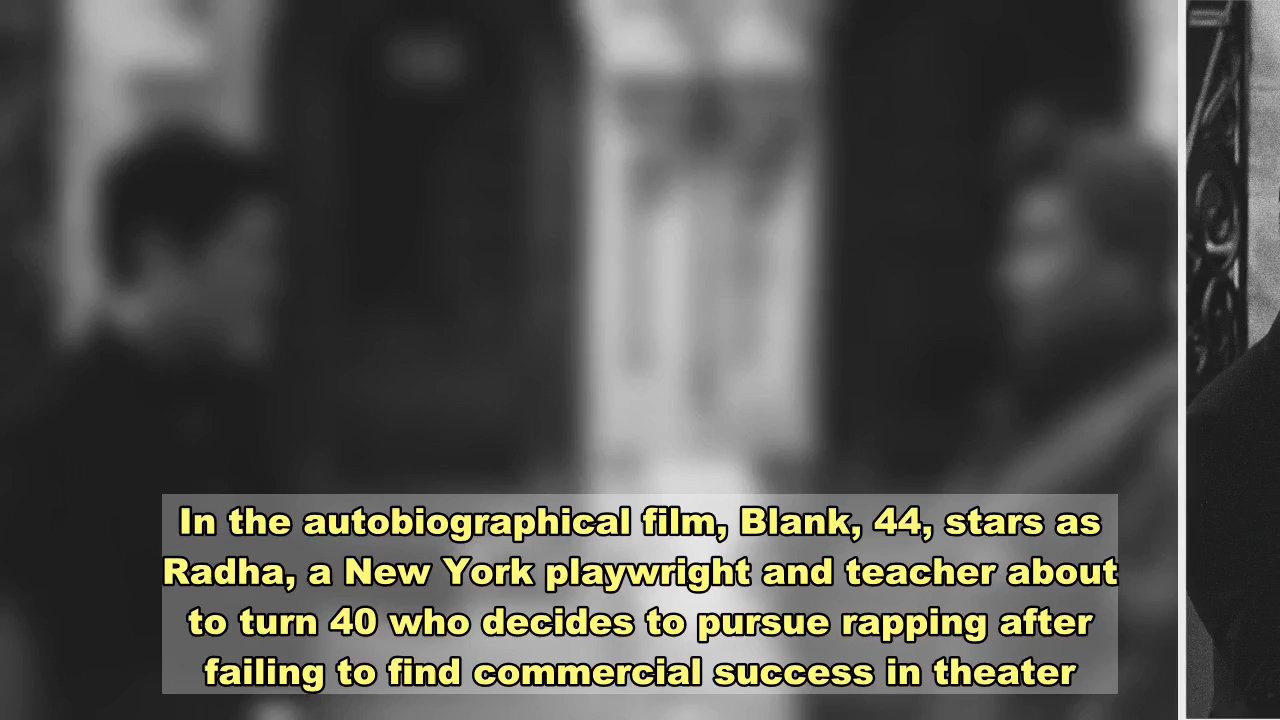 In the autobiographical film, Blank, 44, stars as
Radha, a New York playwright and teacher about
to turn 40 who decides to pursue rapping after
failing to find commercial success in theater